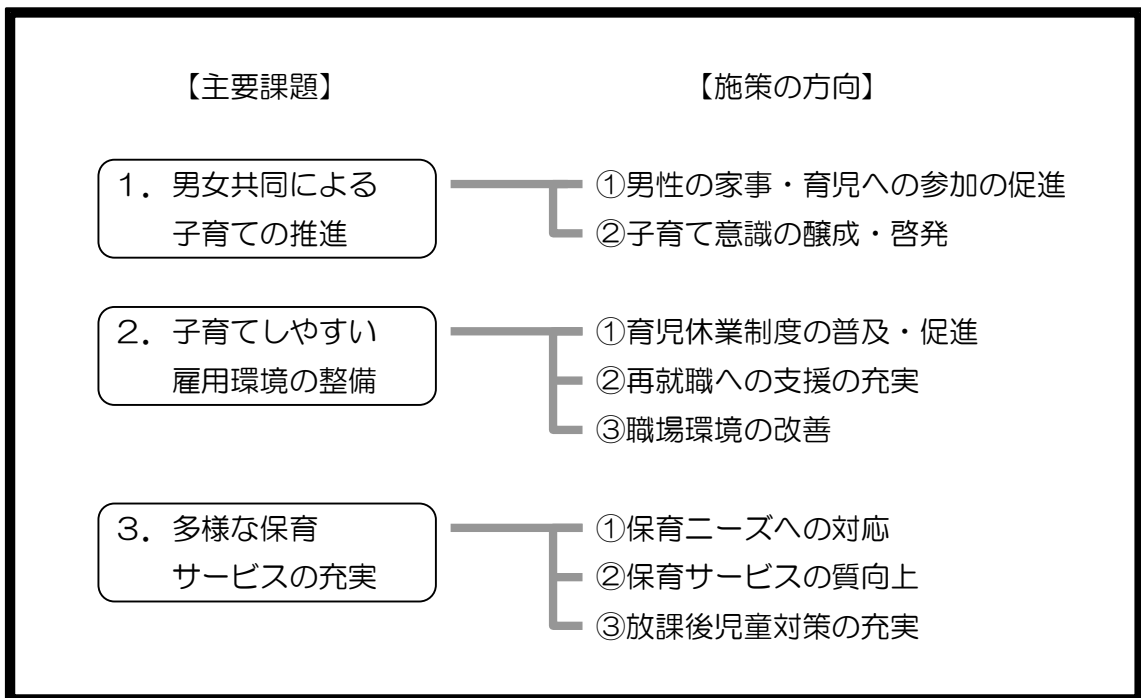 【主要課題】 【施策の方向】
1．男女共同による
子育ての推進
①男性の家事・育児への参加の促進
②子育て意識の醸成・啓発
2．子育てしやすい
雇用環境の整備
①育児休業制度の普及・促進
②再就職への支援の充実
③職場環境の改善
3．多様な保育
サービスの充実
①保育ニーズへの対応
②保育サービスの質向上
③放課後児童対策の充実